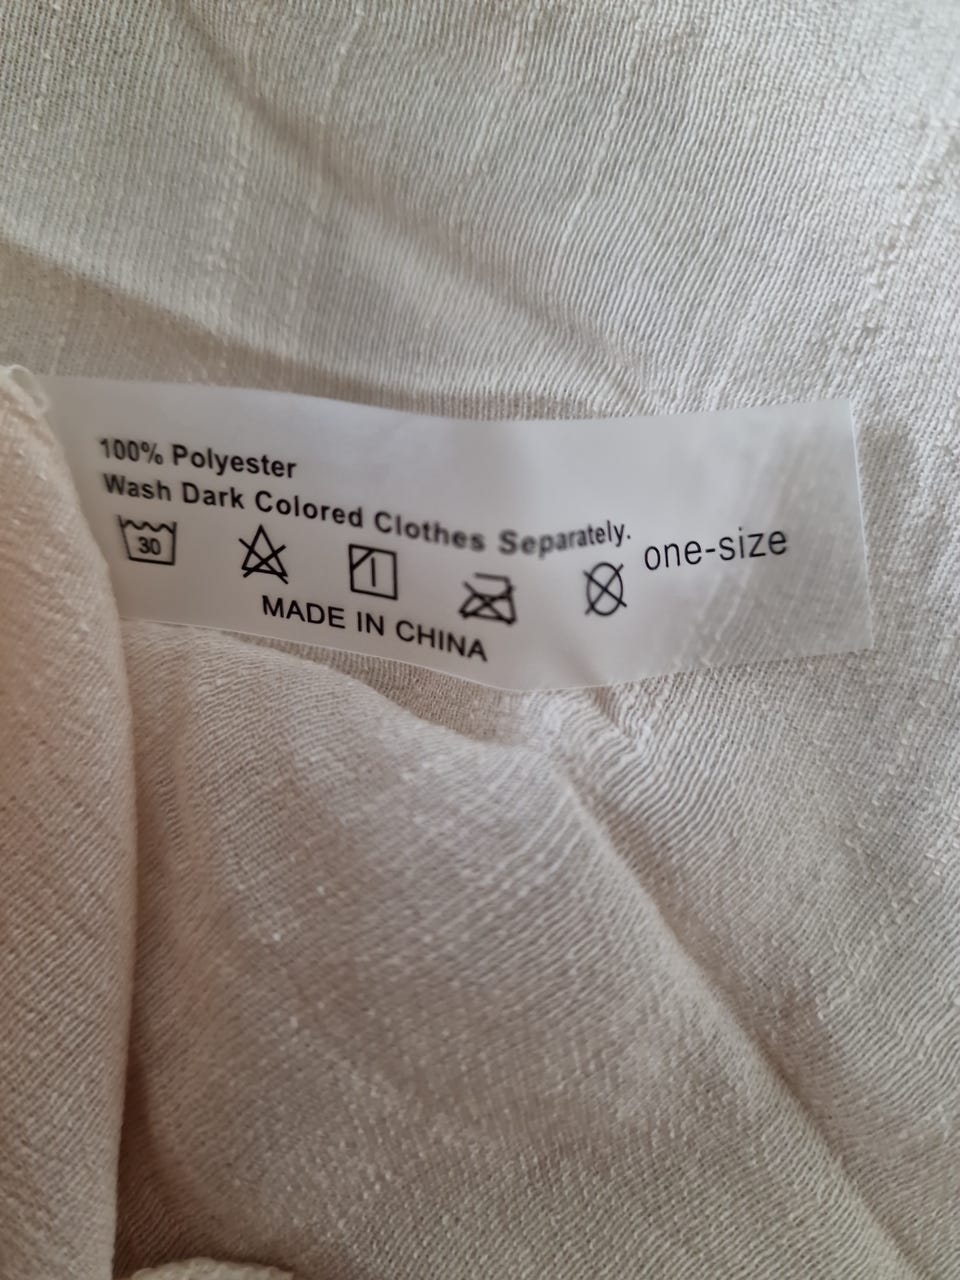 100% Polyester
Wash Dark Colored Clothes Separately.
30
one-size
MADE IN CHINA